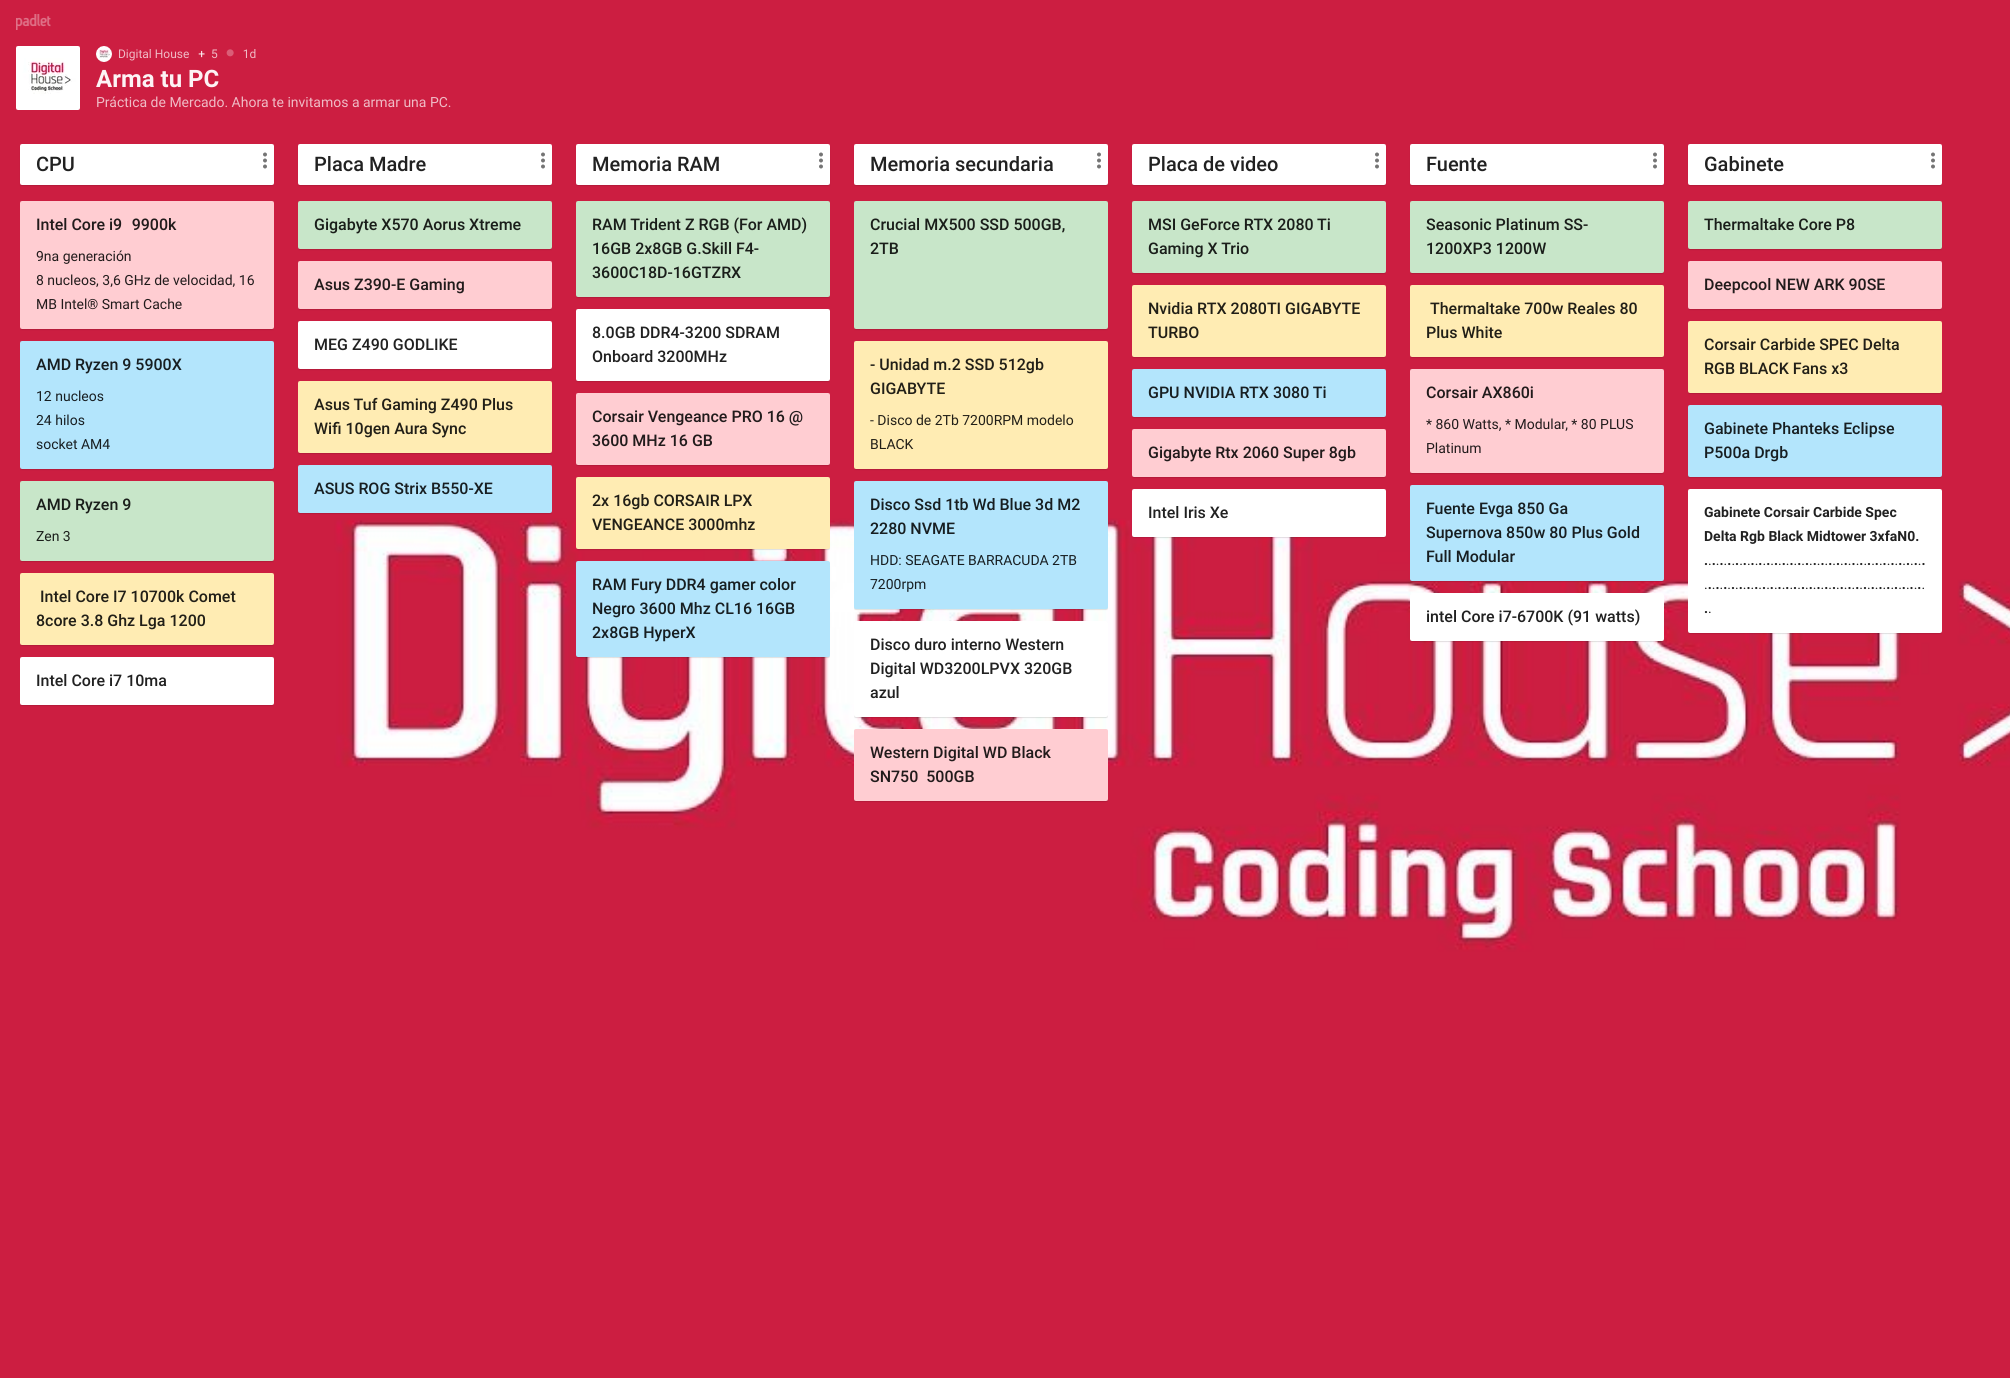 padlet
Digital
House>
Coding School
Digital House + 5 • 1d
Arma tu PC
Práctica de Mercado. Ahora te invitamos a armar una PC.
CPU
Intel Core i9 9900k
9na generación
8 nucleos, 3,6 GHz de velocidad, 16
MB Intel® Smart Cache
AMD Ryzen 9 5900X
12 nucleos
24 hilos
socket AM4
AMD Ryzen 9
Zen 3
Intel Core I7 10700k Comet
8core 3.8 Ghz Lga 1200
Intel Core i7 10ma
Placa Madre
Gigabyte X570 Aorus Xtreme
Asus Z390-E Gaming
MEG Z490 GODLIKE
Asus Tuf Gaming Z490 Plus
Wifi 10gen Aura Sync
ASUS ROG Strix B550-XE
Memoria RAM
RAM Trident Z RGB (For AMD)
16GB 2x8GB G.Skill F4-
3600C18D-16GTZRX
8.0GB DDR4-3200 SDRAM
Onboard 3200MHz
Corsair Vengeance PRO 16 @
3600 MHz 16 GB
2x 16gb CORSAIR LPX
VENGEANCE 3000mhz
RAM Fury DDR4 gamer color
Negro 3600 Mhz CL16 16GB
2x8GB HyperX
Memoria secundaria
Crucial MX500 SSD 500GB,
2TB
- Unidad m.2 SSD 512gb
GIGABYTE
- Disco de 2Tb 7200RPM modelo
BLACK
Disco Ssd 1tb Wd Blue 3d M2
2280 NVME
HDD: SEAGATE BARRACUDA 2TB
7200rpm
Disco duro interno Western
Digital WD3200LPVX 320GB
azul
Western Digital WD Black
SN750 500GB
Placa de video
MSI GeForce RTX 2080 Ti
Gaming X Trio
Nvidia RTX 2080TI GIGABYTE
TURBO
GPU NVIDIA RTX 3080 Ti
Gigabyte Rtx 2060 Super 8gb
Intel Iris Xe
Fuente
Seasonic Platinum SS-
1200XP3 1200W
Thermaltake 700w Reales 80
Plus White
Corsair AX860i
* 860 Watts, * Modular, * 80 PLUS
Platinum
Fuente Evga 850 Ga
Supernova 850w 80 Plus Gold
Full Modular
intel Core i7-6700K (91 watts)
Gabinete
Thermaltake Core P8
Deepcool NEW ARK 90SE
Corsair Carbide SPEC Delta
RGB BLACK Fans x3
Gabinete Phanteks Eclipse
P500a Drgb
Gabinete Corsair Carbide Spec
Delta Rgb Black Midtower 3xfaN0.
Digital House >
Coding School